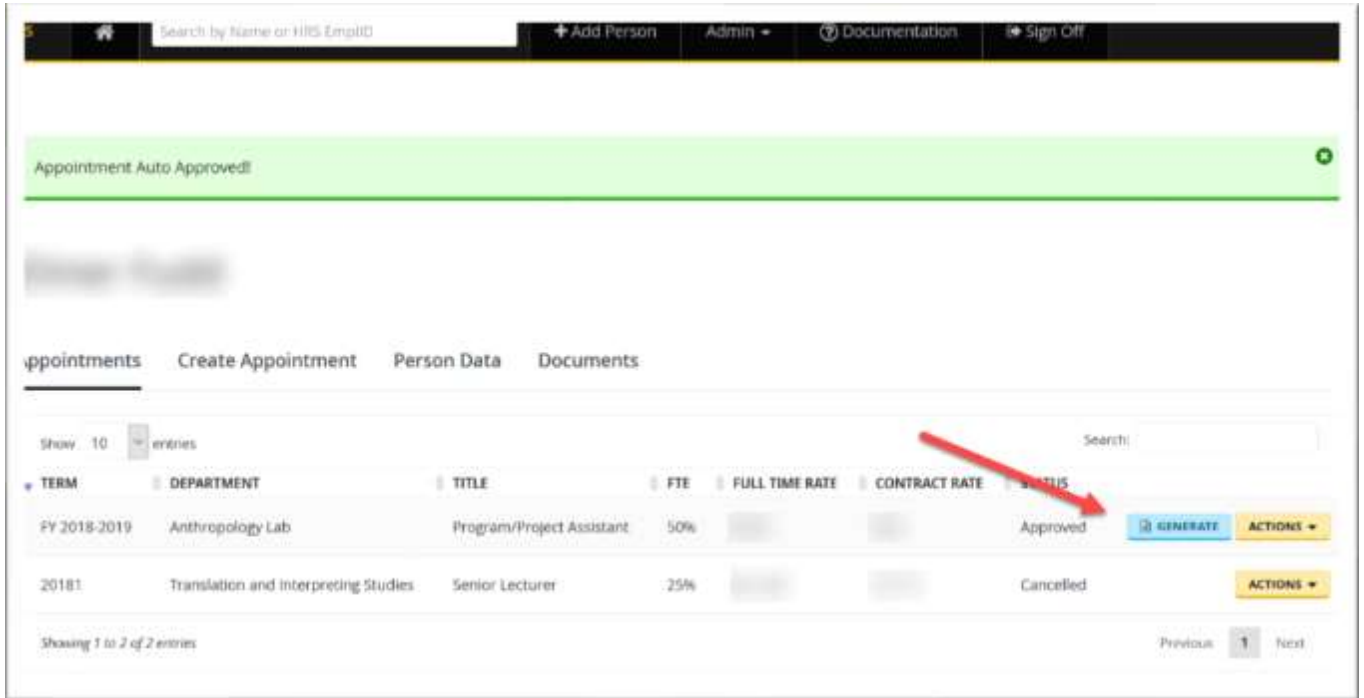 Search by Name or HRS EmplID + Add Person Admin Documentation Sign Off
Appointment Auto Approved!
Appointments Create Appointment Person Data Documents
Show 10 entries Search:
TERM DEPARTMENT TITLE FTE FULL TIME RATE CONTRACT RATE STATUS
FY 2018-2019 Anthropology Lab Program/Project Assistant 50% Approved GENERATE ACTIONS
20181 Translation and Interpreting Studies Senior Lecturer 25% Cancelled ACTIONS
Showing 1 to 2 of 2 entries Previous 1 Next